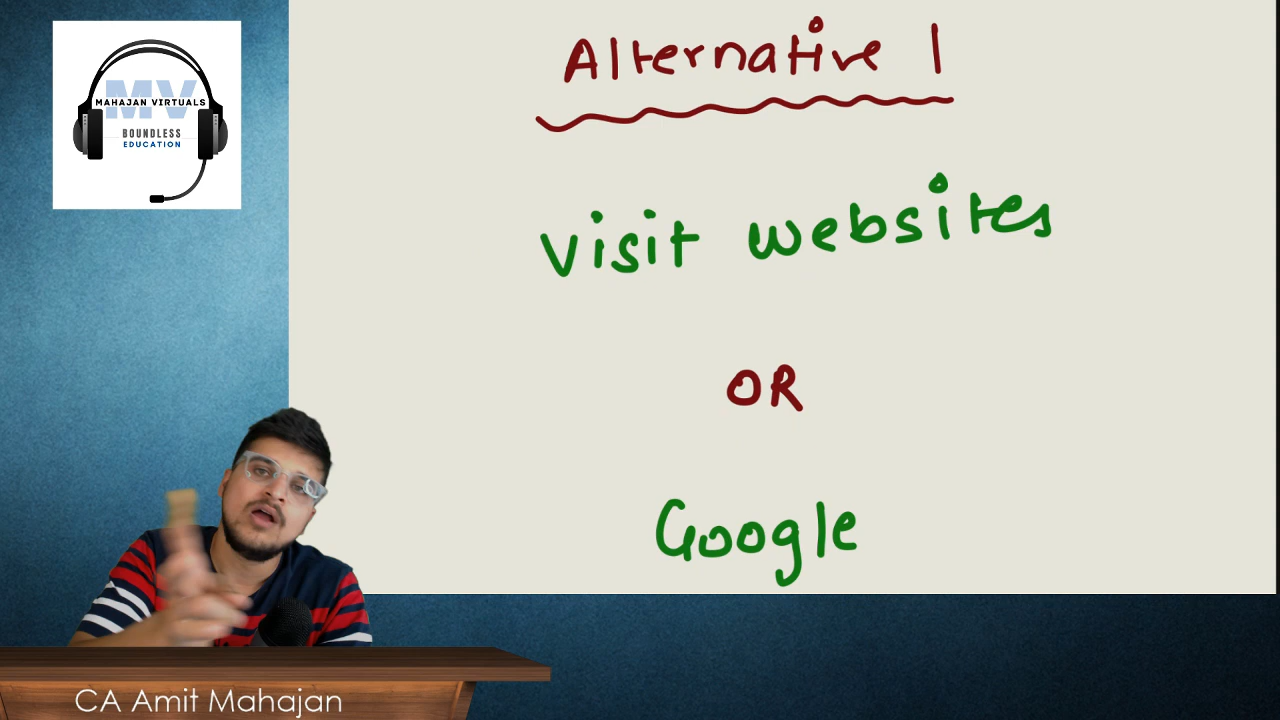 MV
MAHAJAN VIRTUALS
BOUNDLESS
EDUCATION
Alternative 1
Visit websites
OR
Google
CA Amit Mahajan